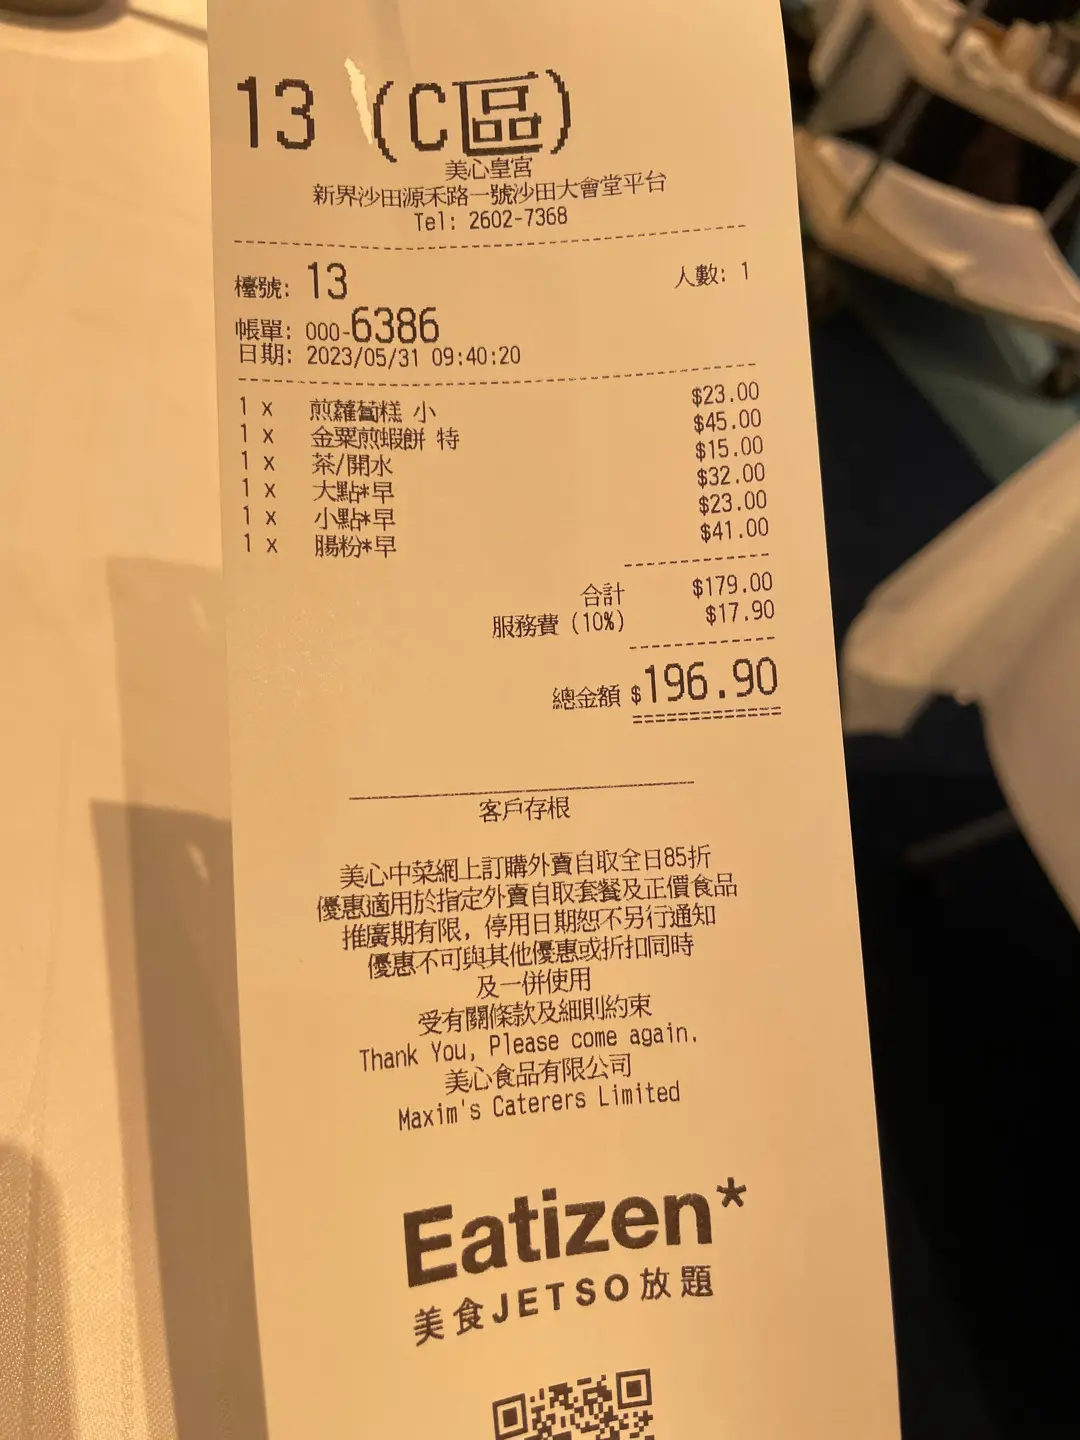 13 (C區)
美心皇宮
新界沙田源禾路一號沙田大會堂平台
Tel: 2602-7368
檯號: 13 人數: 1
帳單: 000-6386
日期: 2023/05/31 09:40:20
1 x 煎蘿蔔糕 小 $23.00
1 x 金粟煎蝦餅 特 $45.00
1 x 茶/開水 $15.00
1 x 大點*早 $32.00
1 x 小點*早 $23.00
1 x 腸粉*早 $41.00
合計 $179.00
服務費 (10%) $17.90
總金額 $196.90
客戶存根
美心中菜網上訂購外賣自取全日85折
優惠適用於指定外賣自取套餐及正價食品
推廣期有限, 停用日期恕不另行通知
優惠不可與其他優惠或折扣同時
及一併使用
受有關條款及細則約束
Thank You, Please come again.
美心食品有限公司
Maxim's Caterers Limited
Eatizen*
美食JETSO放題